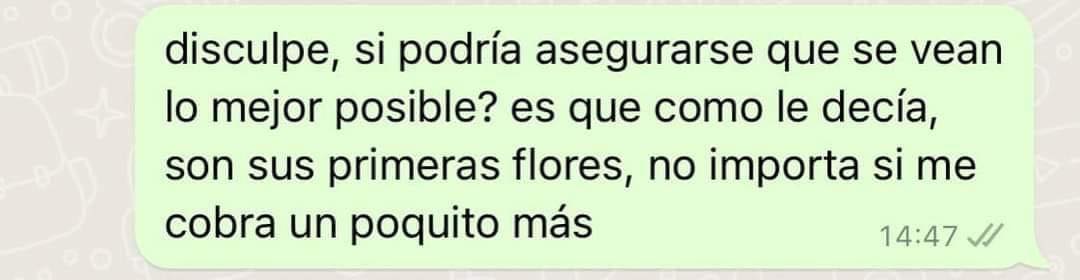 disculpe, si podría asegurarse que se vean
lo mejor posible? es que como le decía,
son sus primeras flores, no importa si me
cobra un poquito más
14:47